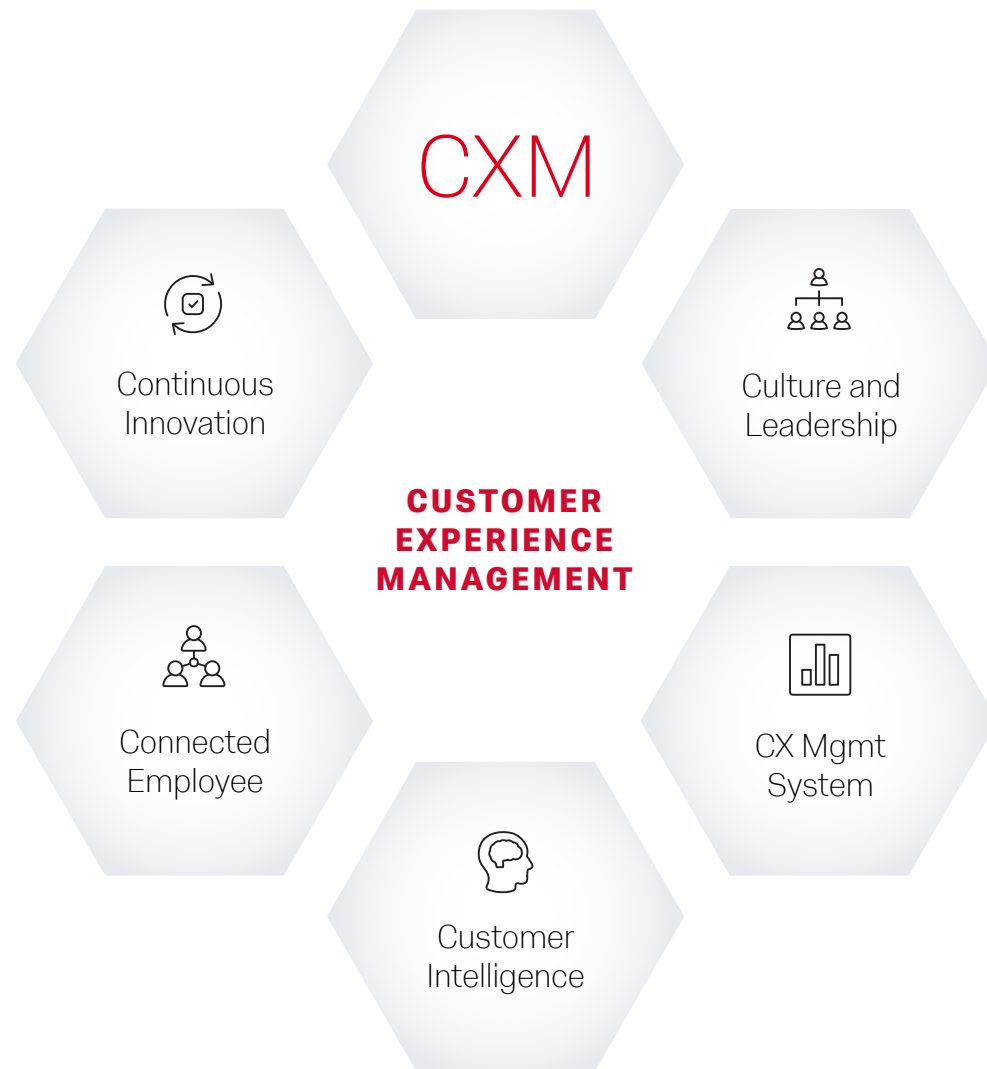 CXM
Culture and
Leadership
CX Mgmt
System
Customer
Intelligence
Connected
Employee
Continuous
Innovation
CUSTOMER
EXPERIENCE
MANAGEMENT